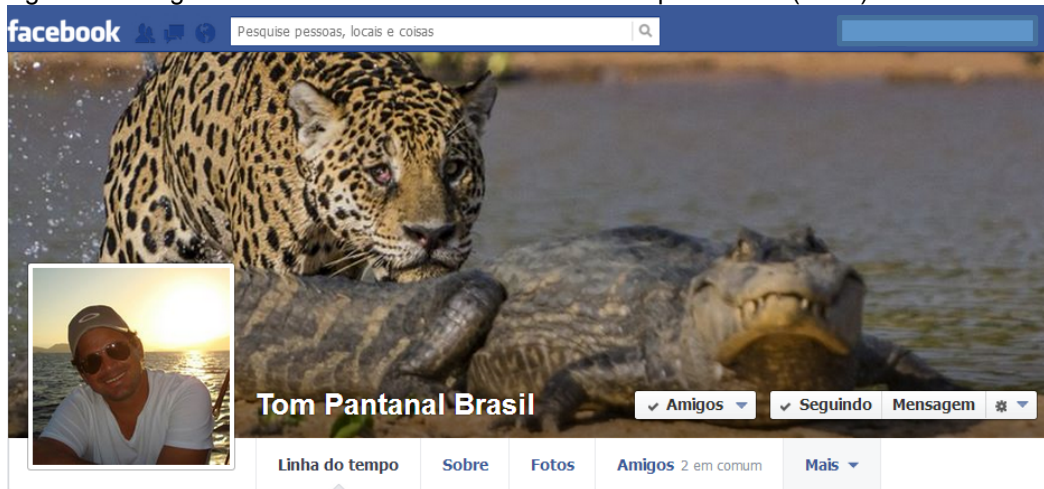 facebook Pesquise pessoas, locais e coisas
Tom Pantanal Brasil Amigos Seguindo Mensagem
Linha do tempo Sobre Fotos Amigos 2 em comum Mais